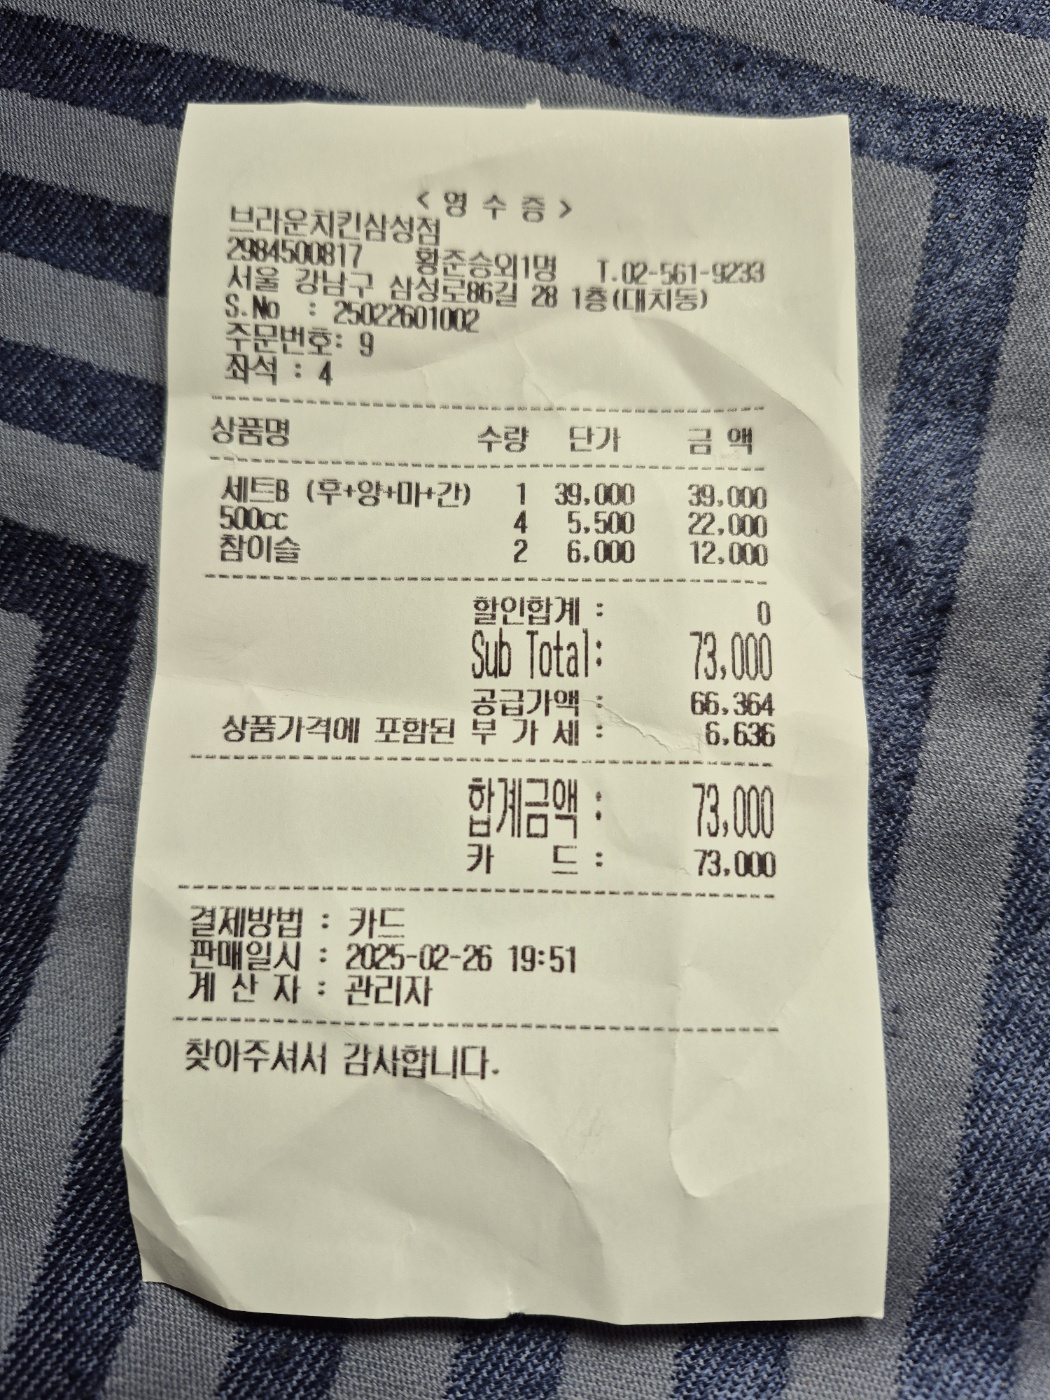 < 영 수 증 >
브라운치킨삼성점
2984500817 황준승외1명 T.02-561-9233
서울 강남구 삼성로86길 28 1층(대치동)
S.No : 25022601002
주문번호: 9
좌석 : 4
상품명 수량 단가 금 액
세트B (후+양+마+간) 1 39,000 39,000
500cc 4 5,500 22,000
참이슬 2 6,000 12,000
할인합계 : 0
Sub Total: 73,000
공급가액 : 66,364
상품가격에 포함된 부 가 세 : 6,636
합계금액 : 73,000
카 드 : 73,000
결제방법 : 카드
판매일시 : 2025-02-26 19:51
계 산 자 : 관리자
찾아주셔서 감사합니다.